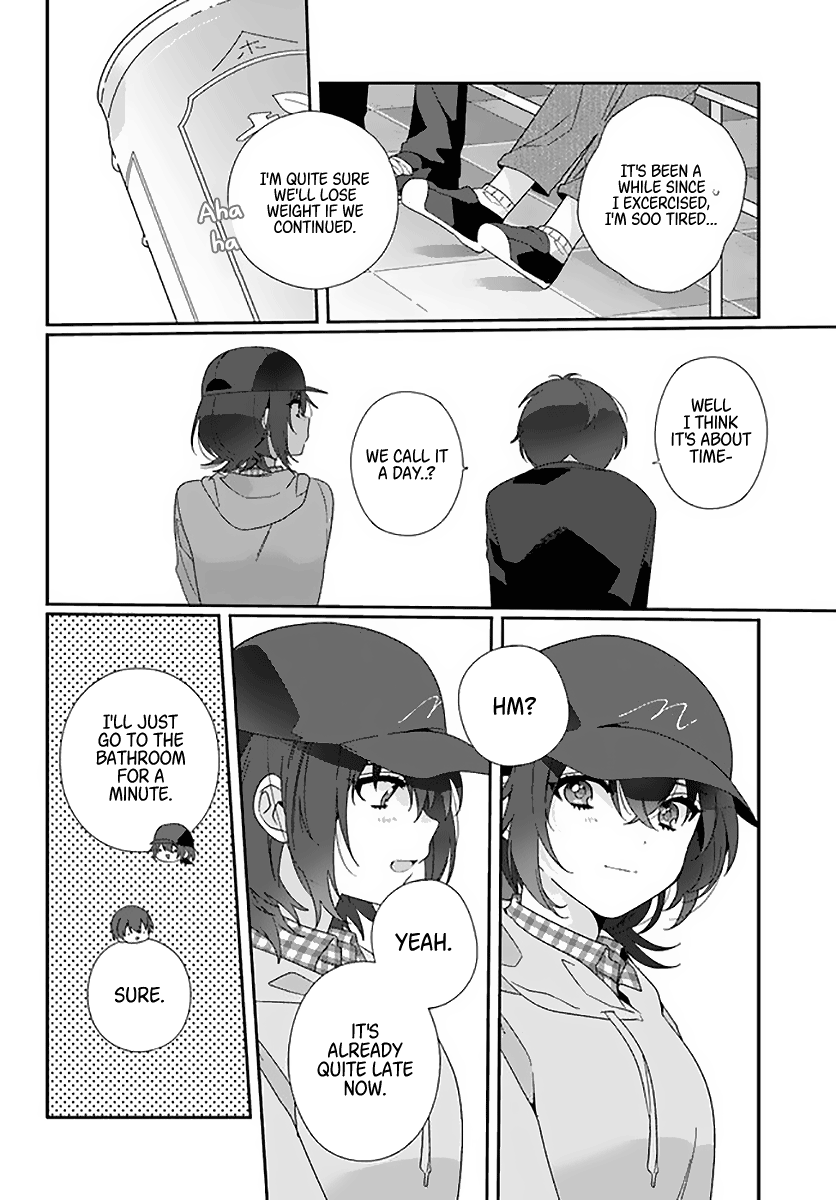 IT'S BEEN A
WHILE SINCE
I EXCERCISED,
I'M SOO TIRED...
I'M QUITE SURE
WE'LL LOSE
WEIGHT IF WE
CONTINUED.
Aha
ha
ホ
WELL
I THINK
IT'S ABOUT
TIME-
WE CALL IT
A DAY..?
HM?
YEAH.
IT'S
ALREADY
QUITE LATE
NOW.
I'LL JUST
GO TO THE
BATHROOM
FOR A
MINUTE.
SURE.